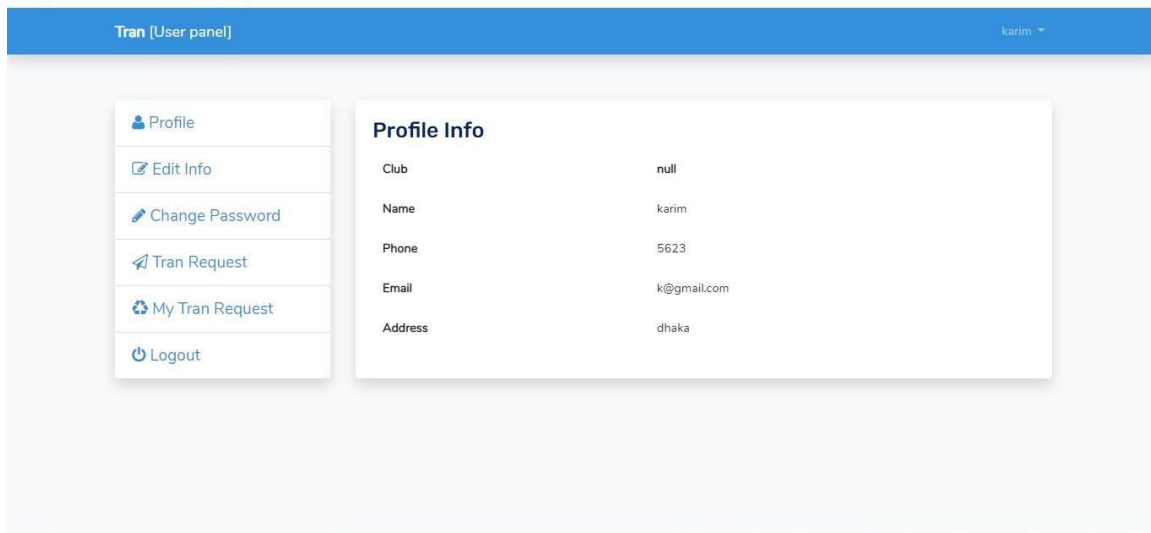 Tran [User panel]
karim
Profile
Edit Info
Change Password
Tran Request
My Tran Request
Logout
Profile Info
Club null
Name karim
Phone 5623
Email k@gmail.com
Address dhaka